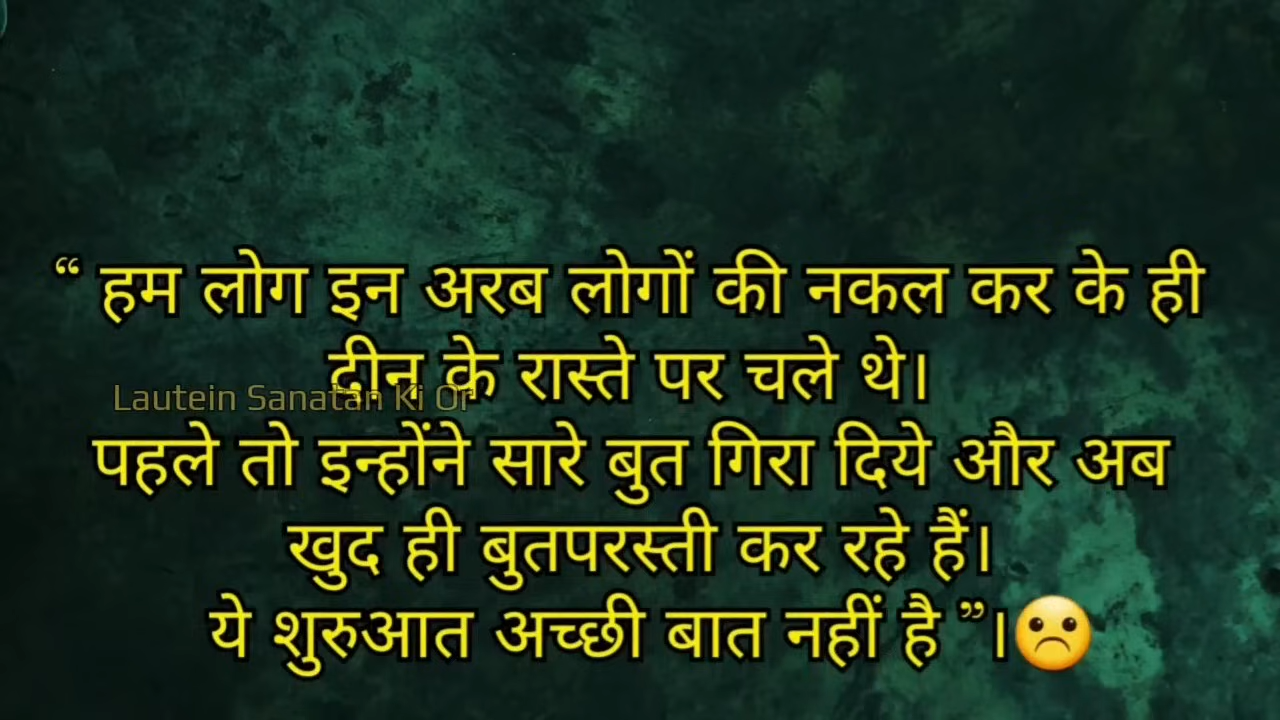 “ हम लोग इन अरब लोगों की नकल कर के ही
दीन के रास्ते पर चले थे।
Lautein Sanatan Ki Or
पहले तो इन्होंने सारे बुत गिरा दिये और अब
खुद ही बुतपरस्ती कर रहे हैं।
ये शुरुआत अच्छी बात नहीं है ”।☹️